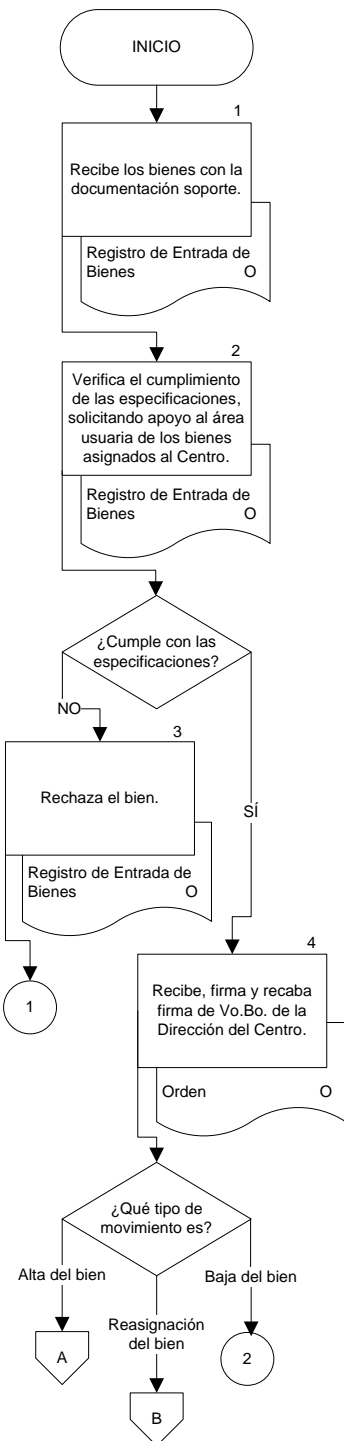 INICIO
1
Recibe los bienes con la
documentación soporte.
Registro de Entrada de
Bienes O
2
Verifica el cumplimiento
de las especificaciones,
solicitando apoyo al área
usuaria de los bienes
asignados al Centro.
Registro de Entrada de
Bienes O
¿Cumple con las
especificaciones?
NO
3
Rechaza el bien.
SÍ
Registro de Entrada de
Bienes O
4
1
Recibe, firma y recaba
firma de Vo.Bo. de la
Dirección del Centro.
Orden O
¿Qué tipo de
movimiento es?
Alta del bien
Baja del bien
Reasignación
del bien
A
2
B